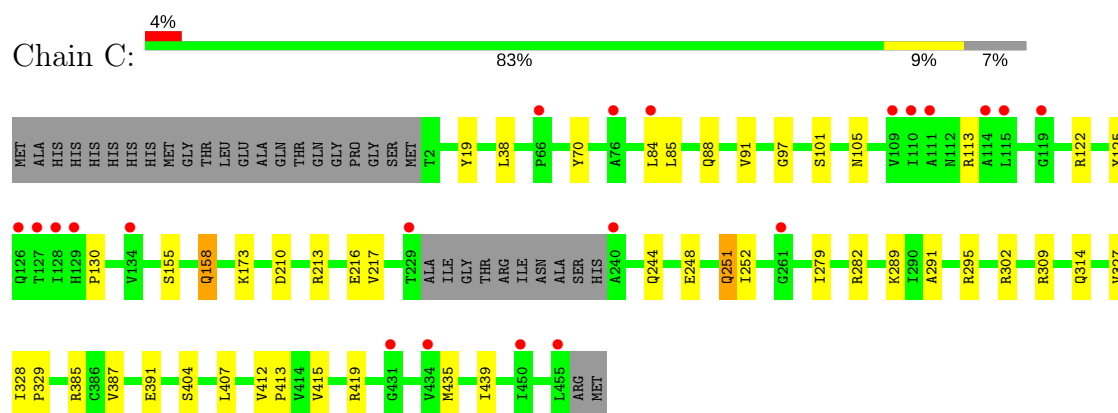 4%
Chain C:
83% 9% 7%
MET ALA HIS HIS HIS HIS HIS HIS MET GLY THR LEU GLU ALA GLN THR GLN GLY PRO GLY SER MET T2 Y19 L38 P66 Y70 A76 L84 L85 Q88 V91 G97 S101 N105 V109 I110 A111 N112 R113 A114 L115 G119 R122 Y125
Q126 T127 I128 H129 P130 V134 S155 Q158 K173 D210 R213 E216 V217 T229 ALA ILE GLY THR ARG ILE ASN ALA SER HIS A240 Q244 E248 Q251 I252 G261 I279 R282 K289 I290 A291 R295 R302 R309 Q314 V327
I328 P329 R385 C386 V387 E391 S404 L407 V412 P413 V414 V415 R419 G431 V434 M435 I439 I450 L455 ARG MET